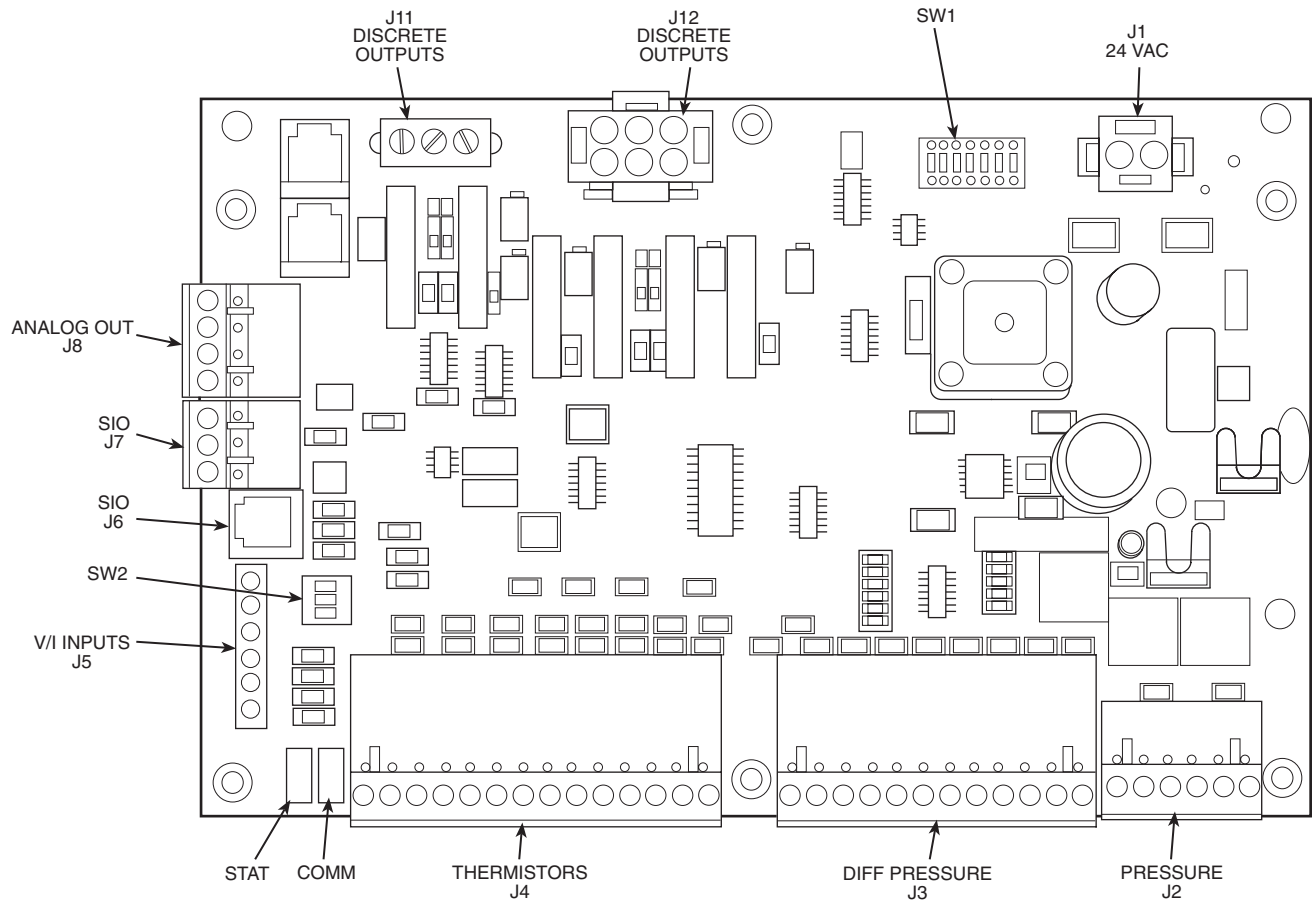 J11
DISCRETE
OUTPUTS
J12
DISCRETE
OUTPUTS
SW1
J1
24 VAC
ANALOG OUT
J8
SIO
J7
SIO
J6
SW2
V/I INPUTS
J5
STAT
COMM
THERMISTORS
J4
DIFF PRESSURE
J3
PRESSURE
J2